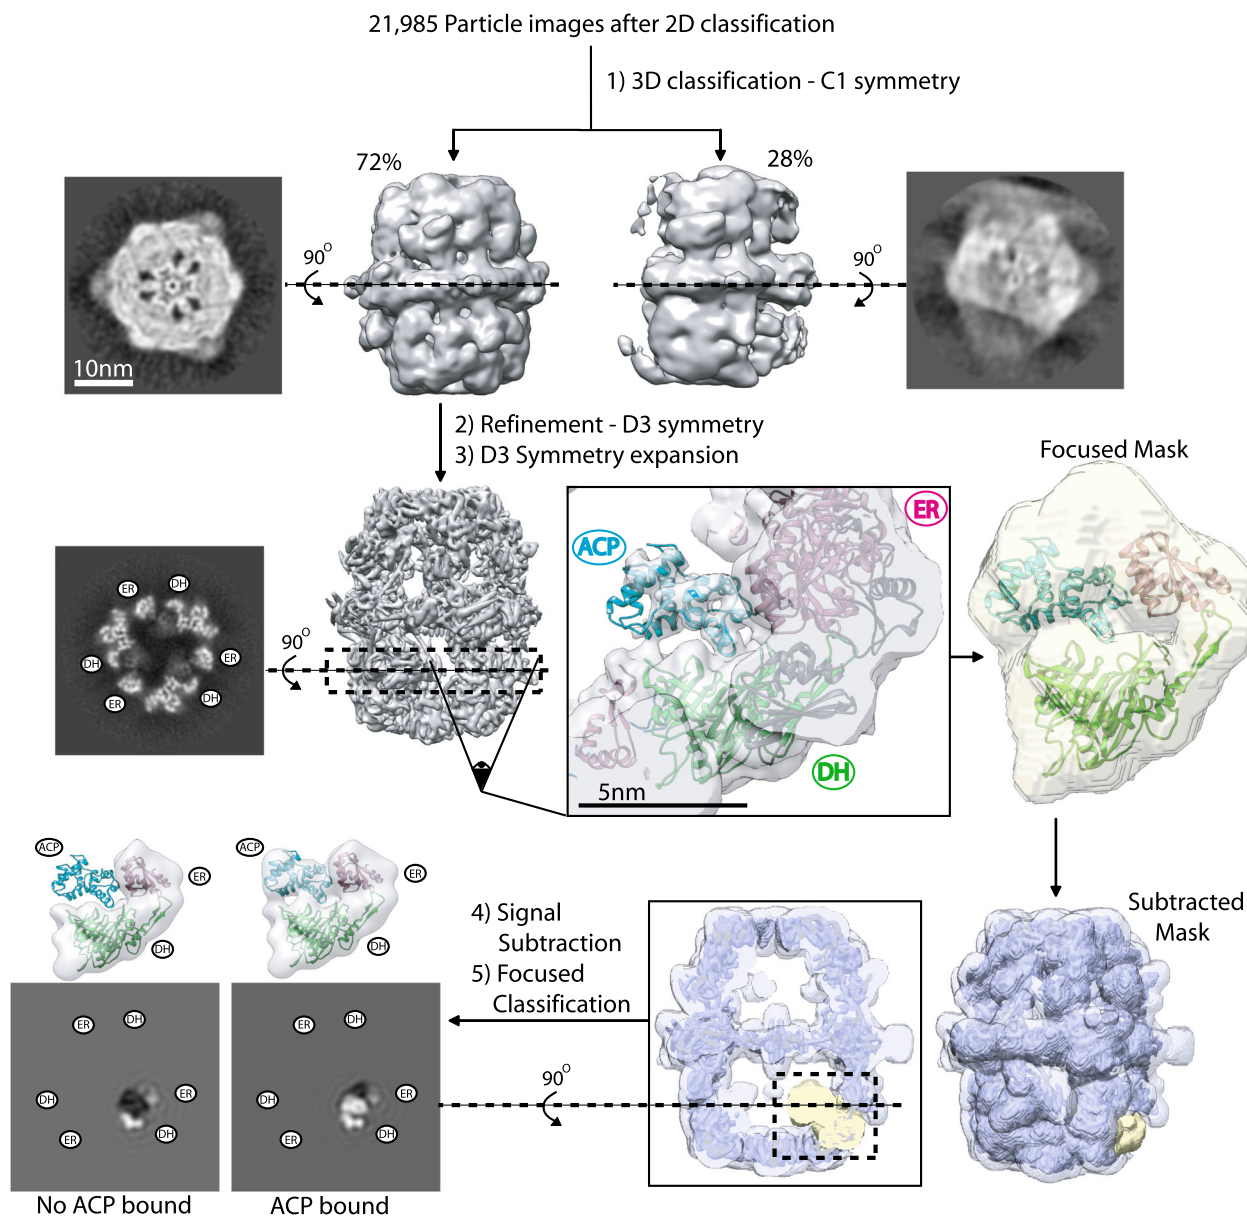 21,985 Particle images after 2D classification
1) 3D classification - C1 symmetry
72%
28%
90°
90°
10nm
2) Refinement - D3 symmetry
3) D3 Symmetry expansion
Focused Mask
ER
ACP
ER
DH
DH
ER
ER
DH
90°
DH
5nm
ACP
ER
DH
ACP
ER
DH
4) Signal
Subtraction
5) Focused
Classification
Subtracted
Mask
ER
DH
DH
ER
ER
DH
ER
DH
DH
ER
ER
DH
90°
No ACP bound
ACP bound